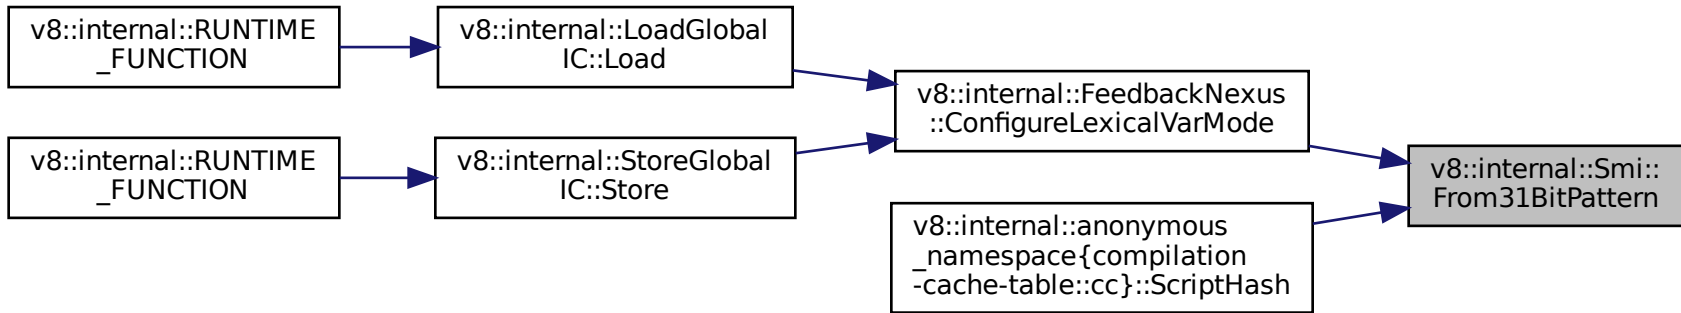 v8::internal::RUNTIME
_FUNCTION
v8::internal::LoadGlobal
IC::Load
v8::internal::FeedbackNexus
::ConfigureLexicalVarMode
v8::internal::RUNTIME
_FUNCTION
v8::internal::StoreGlobal
IC::Store
v8::internal::Smi::
From31BitPattern
v8::internal::anonymous
_namespace{compilation
-cache-table::cc}::ScriptHash